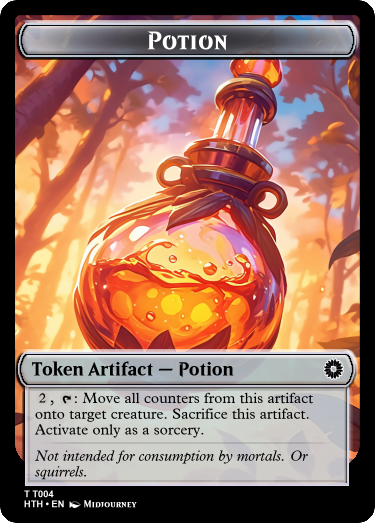 POTION
Token Artifact — Potion
2 , : Move all counters from this artifact
onto target creature. Sacrifice this artifact.
Activate only as a sorcery.
Not intended for consumption by mortals. Or
squirrels.
T T004
HTH • EN MIDJOURNEY